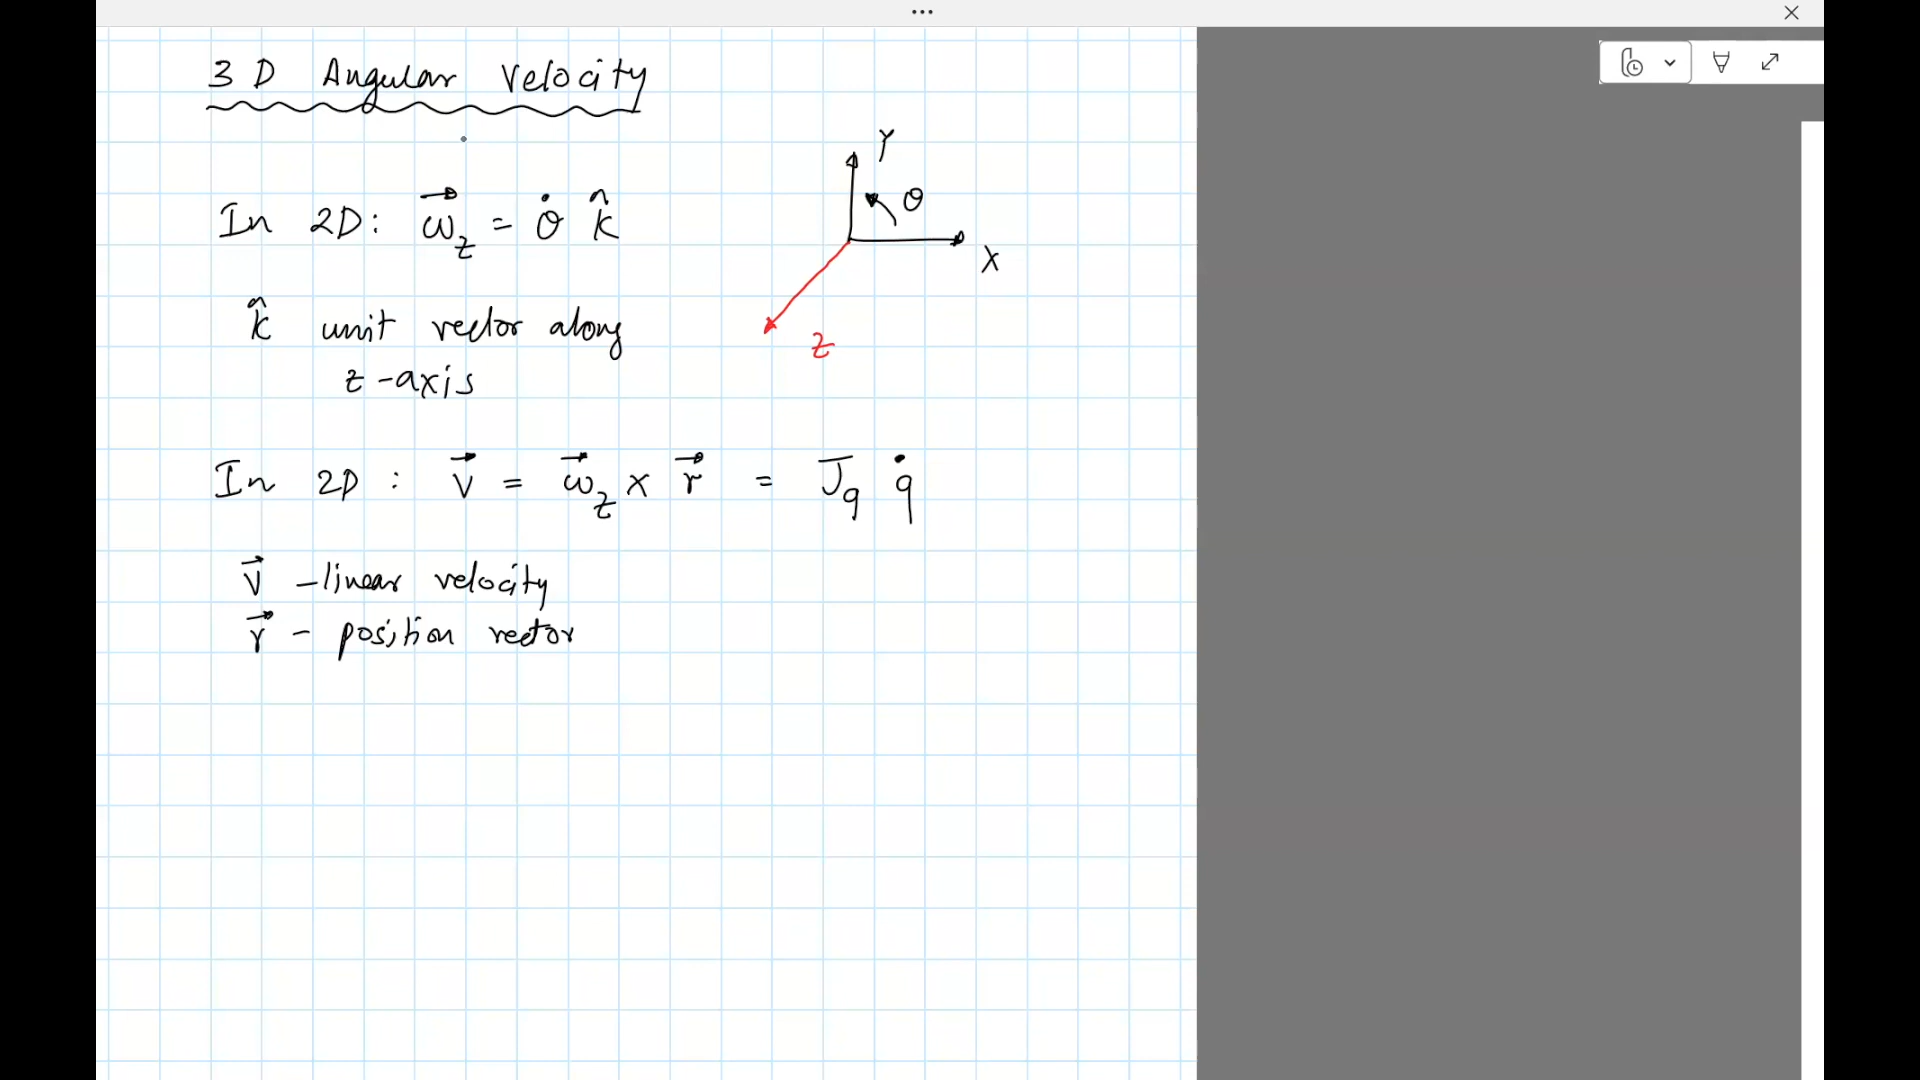 3D Angular Velocity
Y
θ
X
z
In 2D: ω⃗_z = θ̇ k̂
k̂ unit vector along
z-axis
In 2D: v⃗ = ω⃗_z × r⃗ = J_q q̇
v⃗ - linear velocity
r⃗ - position vector